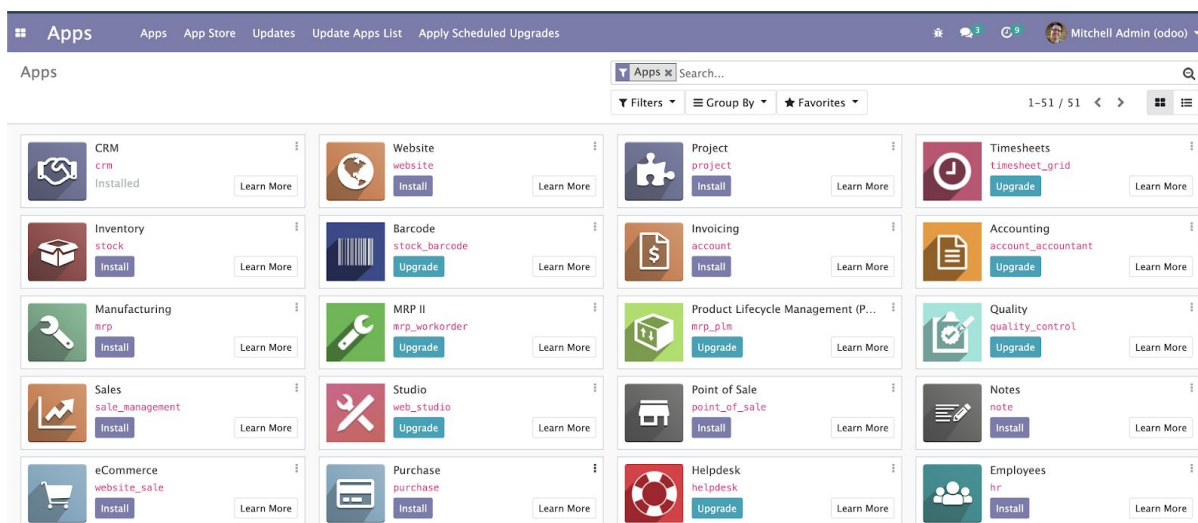 Apps Apps App Store Updates Update Apps List Apply Scheduled Upgrades 3 9 Mitchell Admin (odoo)
Apps
Apps Search...
Filters Group By Favorites 1-51 / 51
CRM
crm
Installed Learn More
Website
website
Install Learn More
Project
project
Install Learn More
Timesheets
timesheet_grid
Upgrade Learn More
Inventory
stock
Install Learn More
Barcode
stock_barcode
Upgrade Learn More
Invoicing
account
Install Learn More
Accounting
account_accountant
Upgrade Learn More
Manufacturing
mrp
Install Learn More
MRP II
mrp_workorder
Upgrade Learn More
Product Lifecycle Management (P...
mrp_plm
Upgrade Learn More
Quality
quality_control
Upgrade Learn More
Sales
sale_management
Install Learn More
Studio
web_studio
Upgrade Learn More
Point of Sale
point_of_sale
Install Learn More
Notes
note
Install Learn More
eCommerce
website_sale
Install Learn More
Purchase
purchase
Install Learn More
Helpdesk
helpdesk
Upgrade Learn More
Employees
hr
Install Learn More